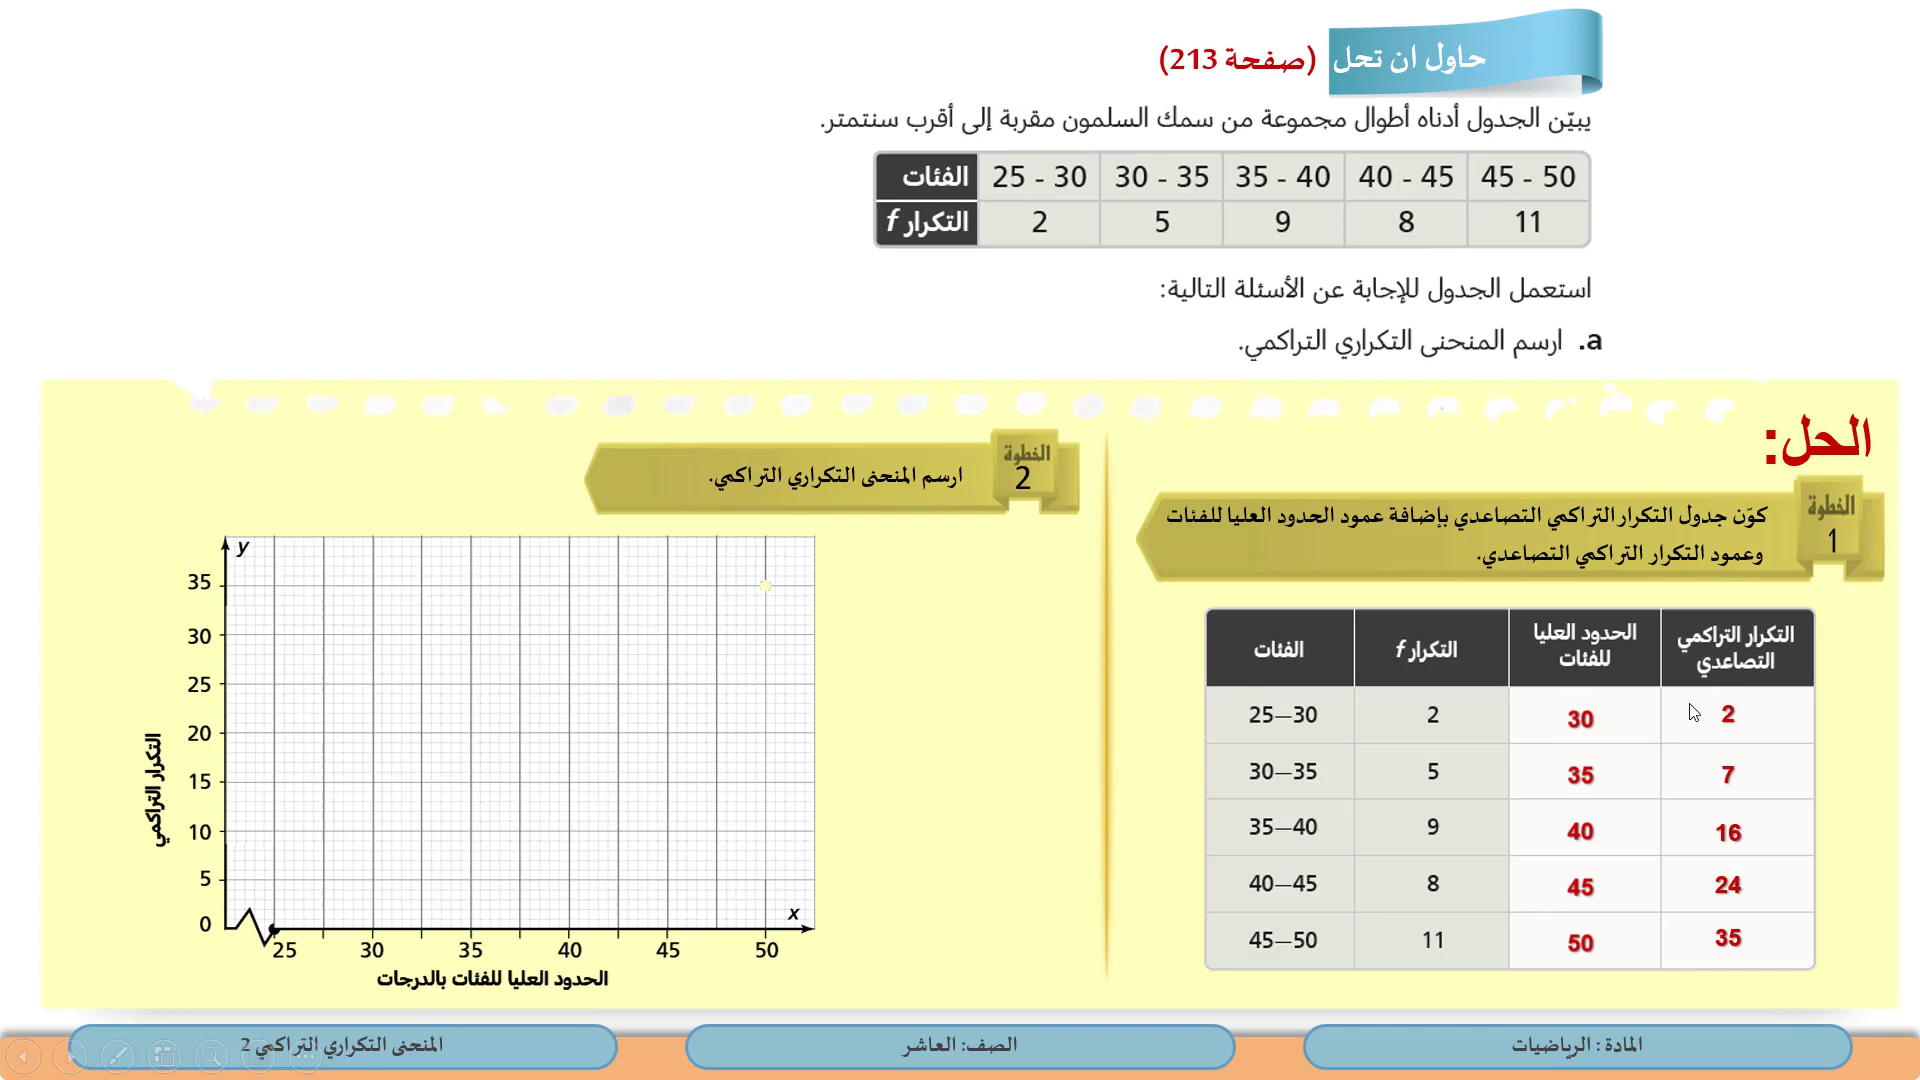 حاول ان تحل (صفحة 213)
يبيّن الجدول أدناه أطوال مجموعة من سمك السلمون مقربة إلى أقرب سنتمتر.
الفئات 25 - 30 30 - 35 35 - 40 40 - 45 45 - 50
التكرار f 2 5 9 8 11
استعمل الجدول للإجابة عن الأسئلة التالية:
a. ارسم المنحنى التكراري التراكمي.
الحل:
الخطوة 1
كوّن جدول التكرار التراكمي التصاعدي بإضافة عمود الحدود العليا للفئات
وعمود التكرار التراكمي التصاعدي.
الفئات التكرار f الحدود العليا للفئات التكرار التراكمي التصاعدي
25—30 2 30 2
30—35 5 35 7
35—40 9 40 16
40—45 8 45 24
45—50 11 50 35
الخطوة 2
ارسم المنحنى التكراري التراكمي.
y
35
30
25
20
15
10
5
0
التكرار التراكمي
x
25 30 35 40 45 50
الحدود العليا للفئات بالدرجات
المادة : الرياضيات
الصف: العاشر
المنحنى التكراري التراكمي 2